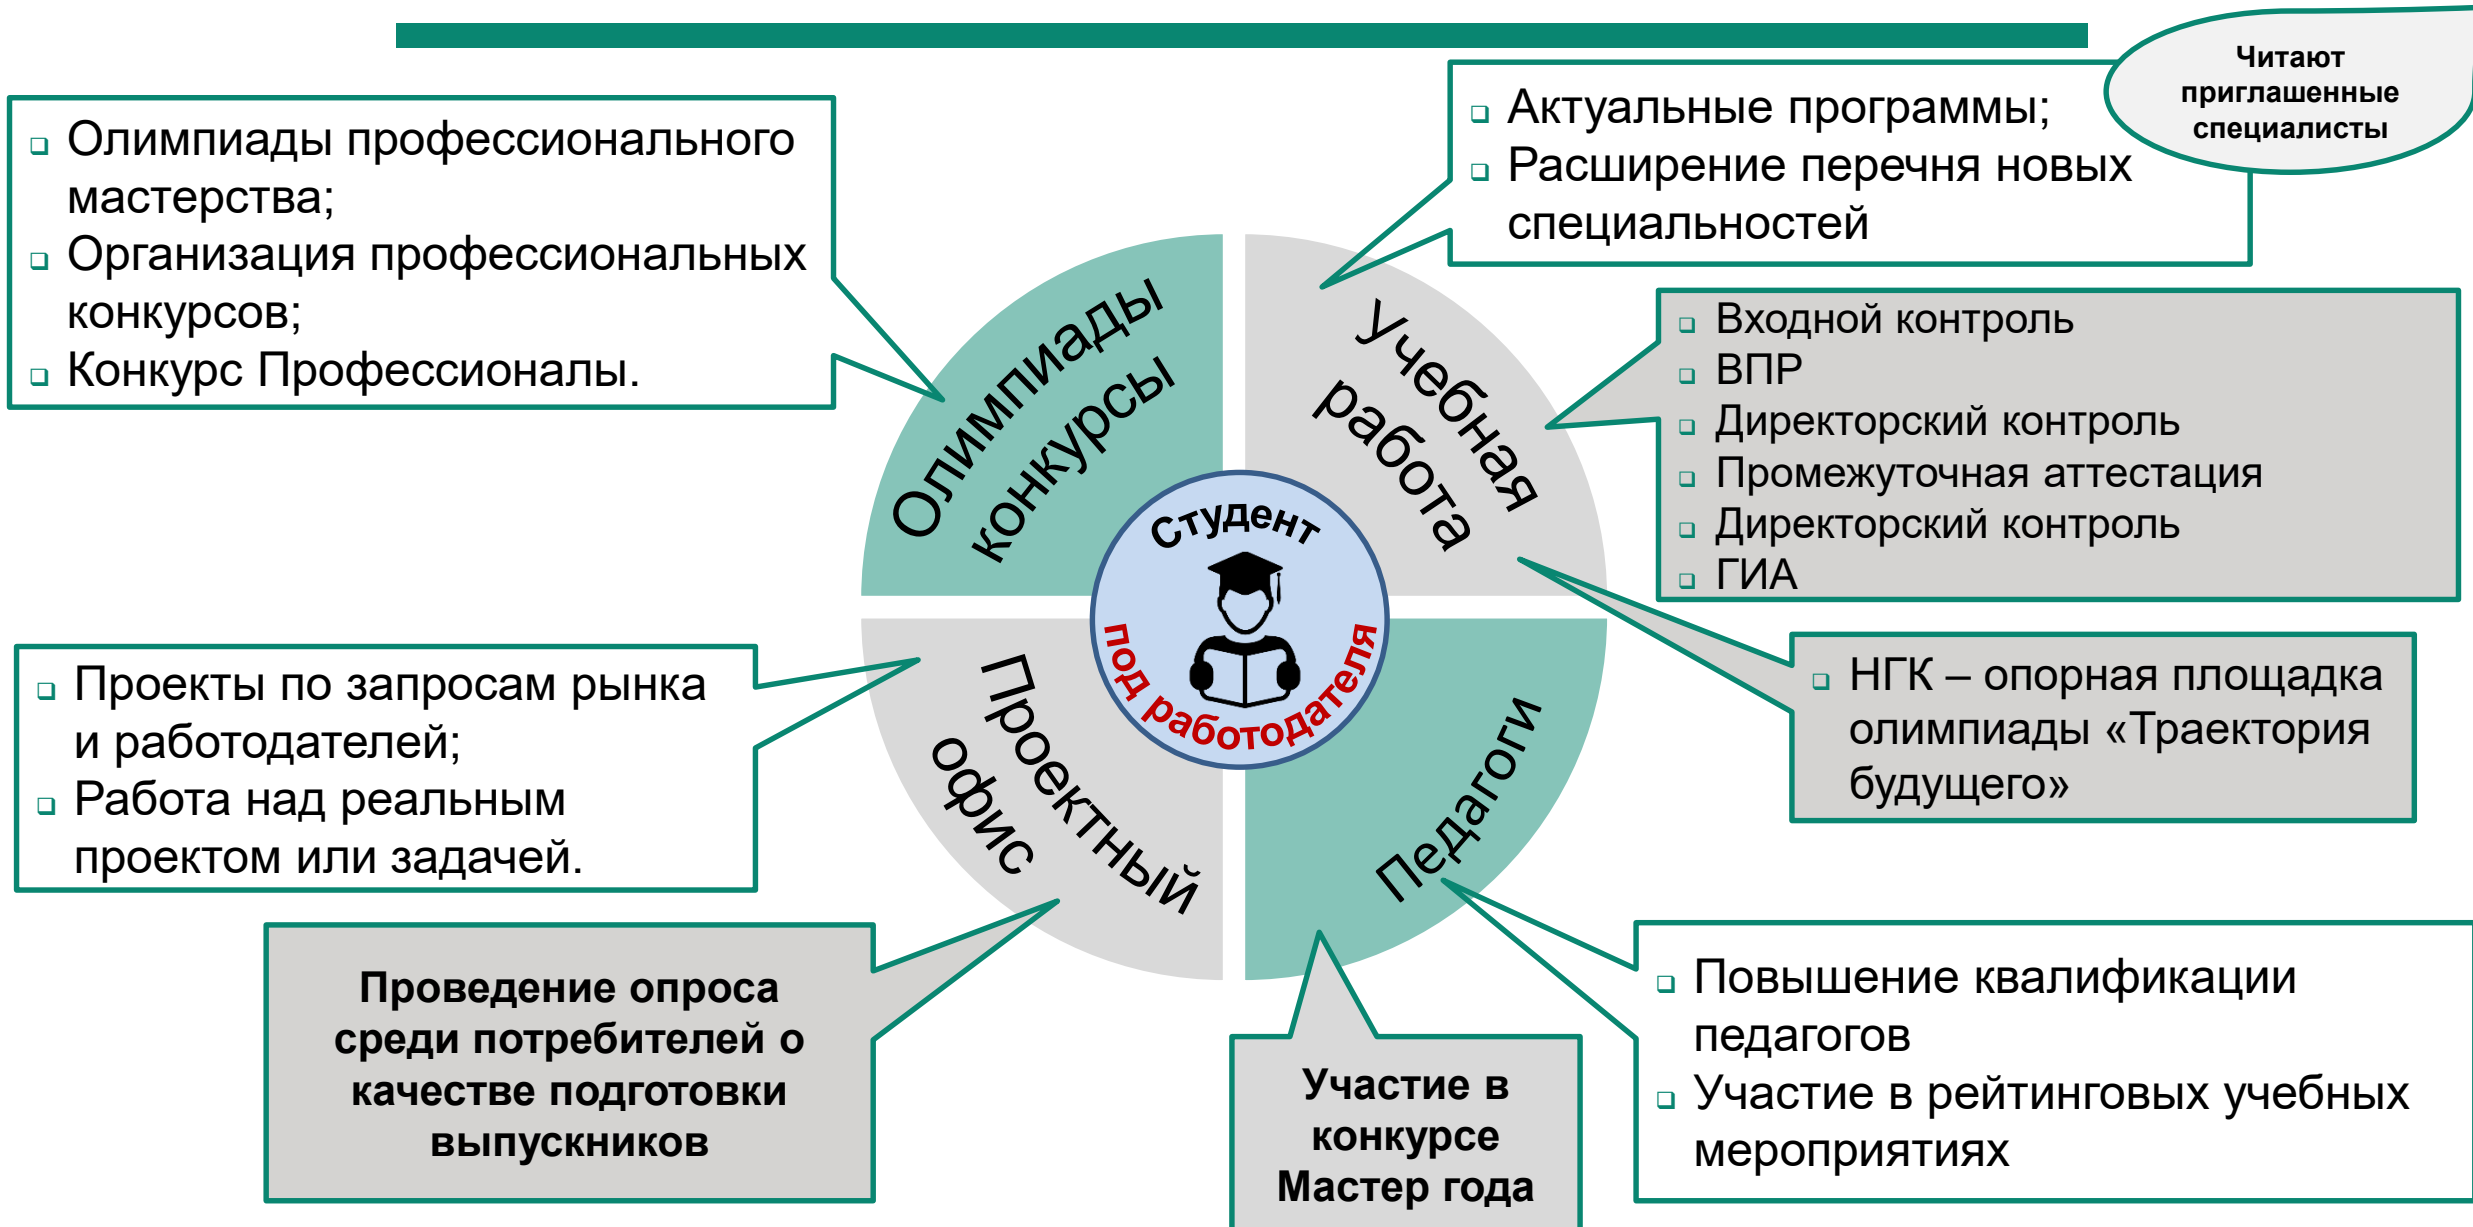 Читают
приглашенные
специалисты
Олимпиады профессионального
мастерства;
Организация профессиональных
конкурсов;
Конкурс Профессионалы.
Актуальные программы;
Расширение перечня новых
специальностей
Входной контроль
ВПР
Директорский контроль
Промежуточная аттестация
Директорский контроль
ГИА
Олимпиады
конкурсы
Учебная
работа
Студент
под работодателя
Проектный
офис
Педагоги
НГК – опорная площадка
олимпиады «Траектория
будущего»
Проекты по запросам рынка
и работодателей;
Работа над реальным
проектом или задачей.
Проведение опроса
среди потребителей о
качестве подготовки
выпускников
Участие в
конкурсе
Мастер года
Повышение квалификации
педагогов
Участие в рейтинговых учебных
мероприятиях